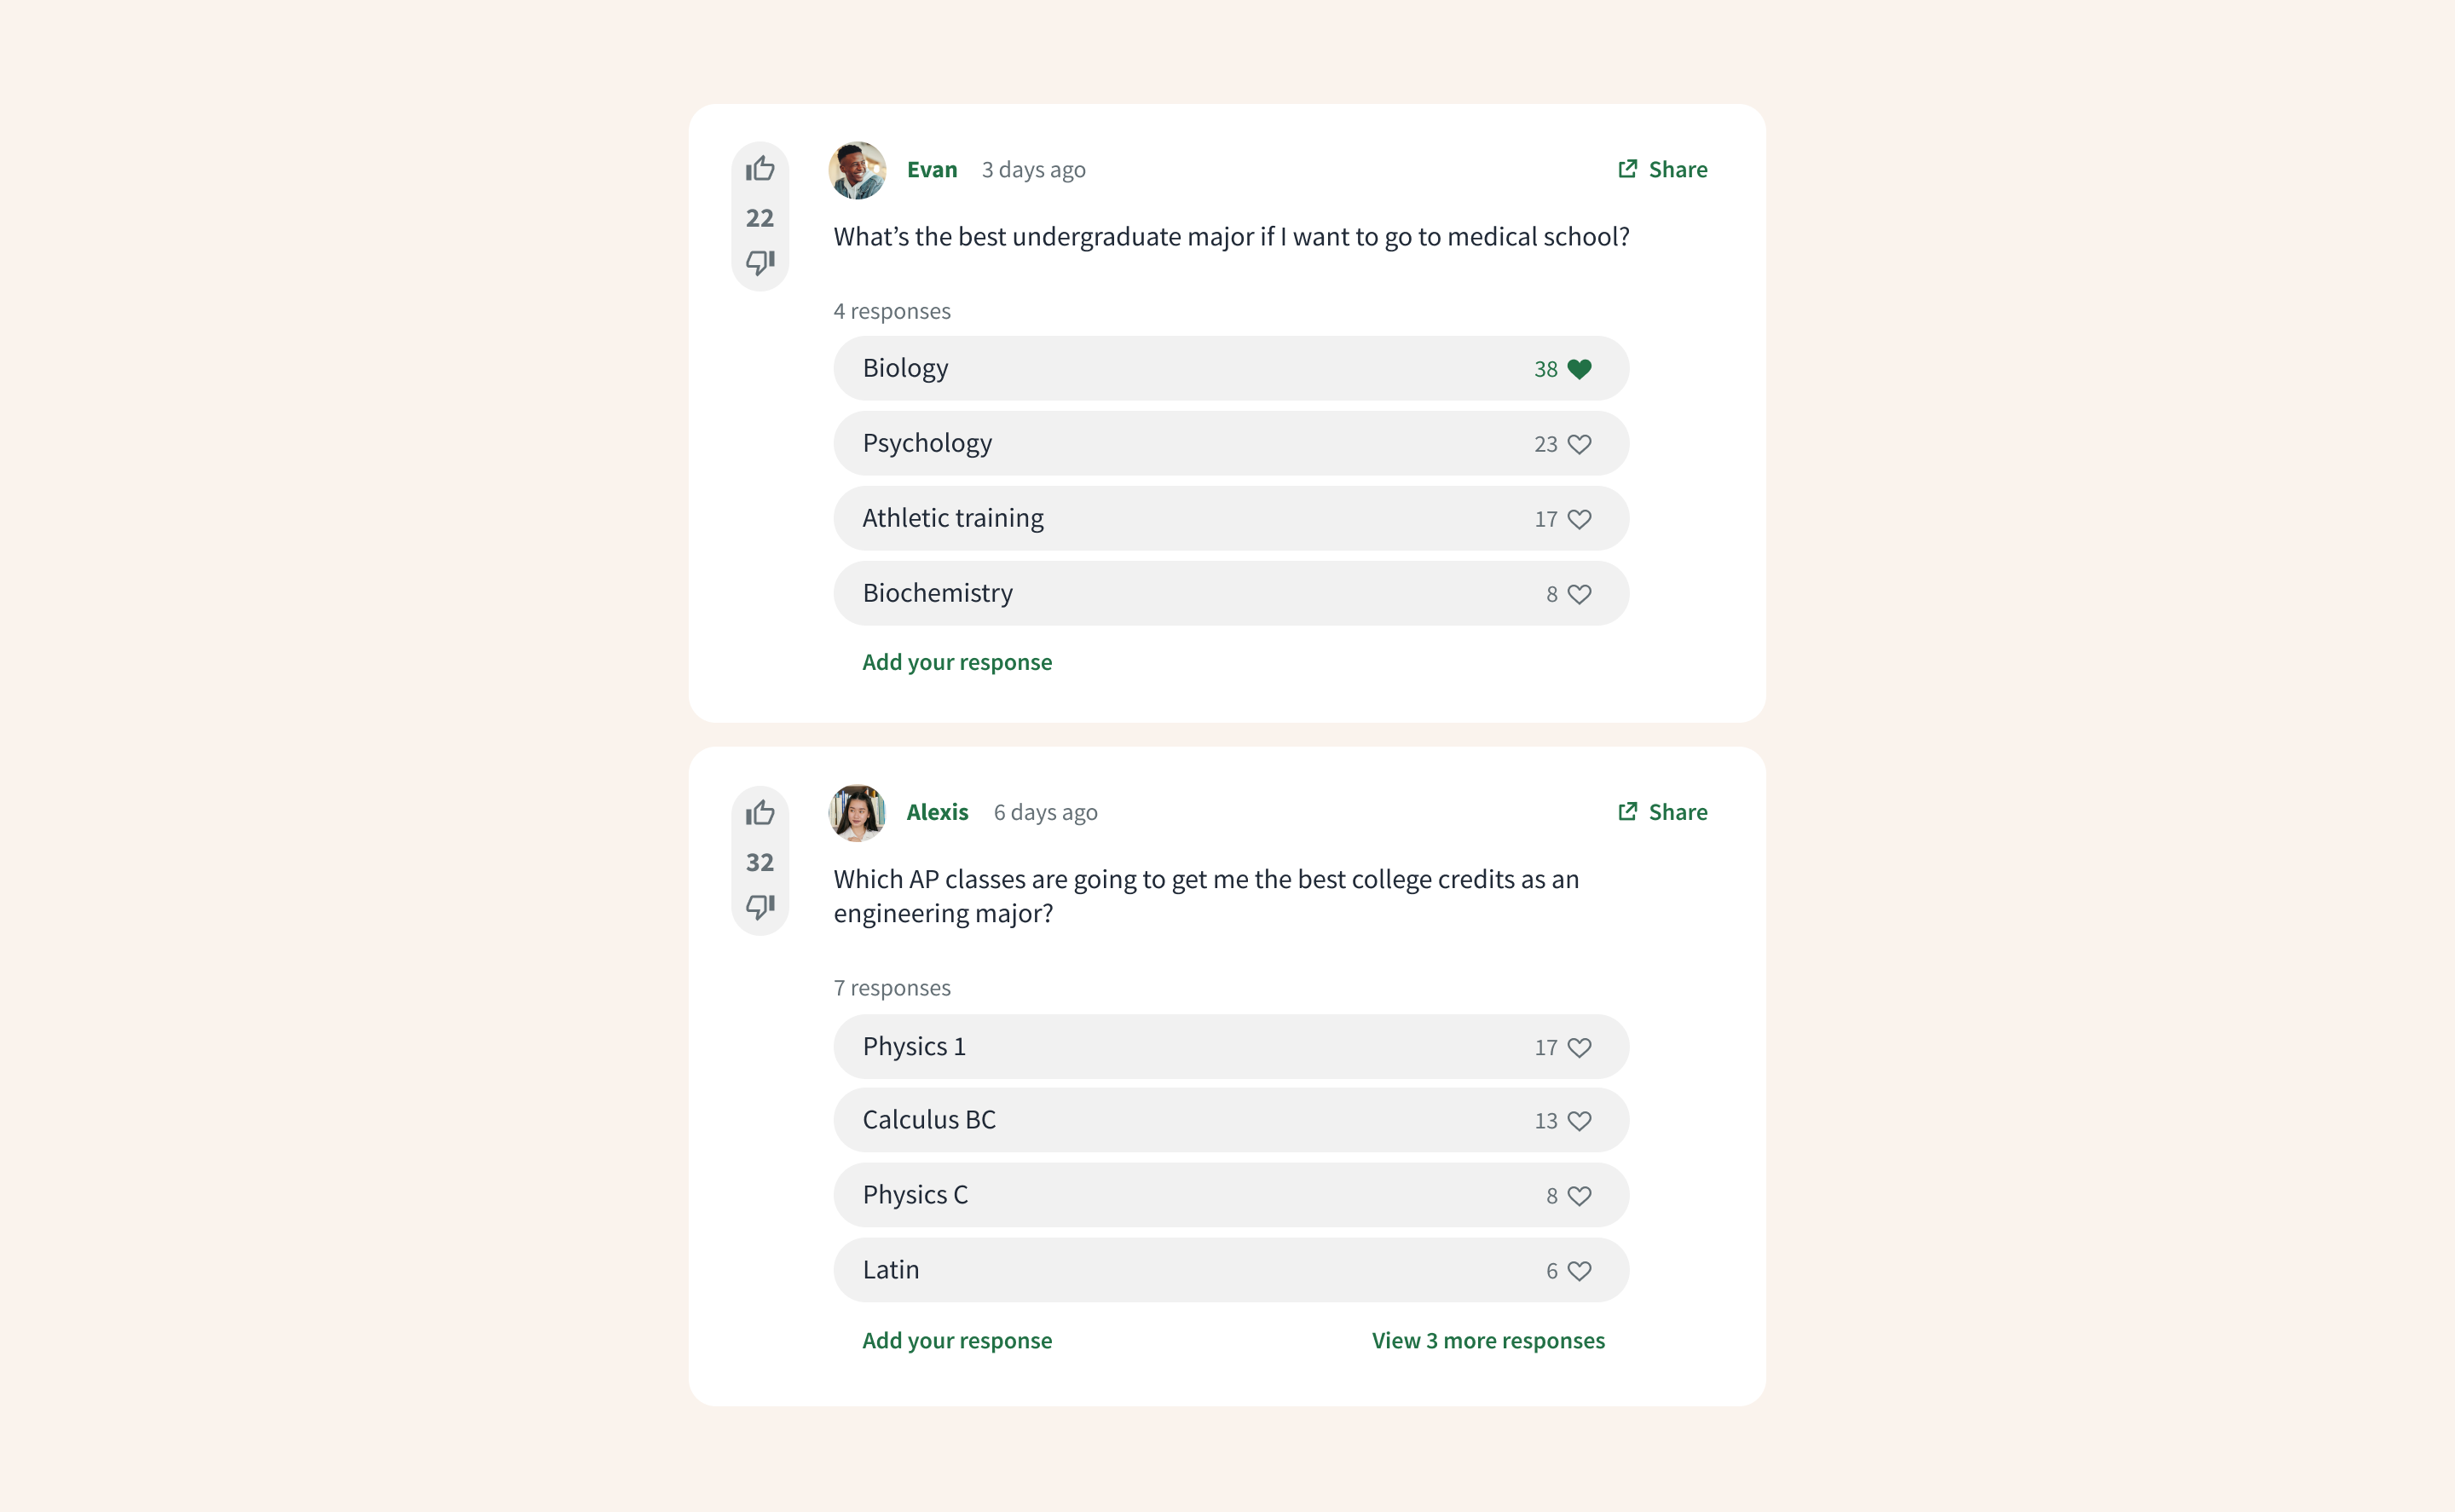 Evan 3 days ago Share
22
What’s the best undergraduate major if I want to go to medical school?
4 responses
Biology 38
Psychology 23
Athletic training 17
Biochemistry 8
Add your response
Alexis 6 days ago Share
32
Which AP classes are going to get me the best college credits as an
engineering major?
7 responses
Physics 1 17
Calculus BC 13
Physics C 8
Latin 6
Add your response View 3 more responses